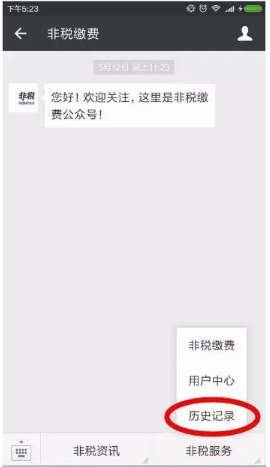 下午5:23
非税缴费
5月12日 早上11:23
非税
您好！欢迎关注，这里是非税缴
费公众号！
非税缴费
用户中心
历史记录
非税资讯
非税服务